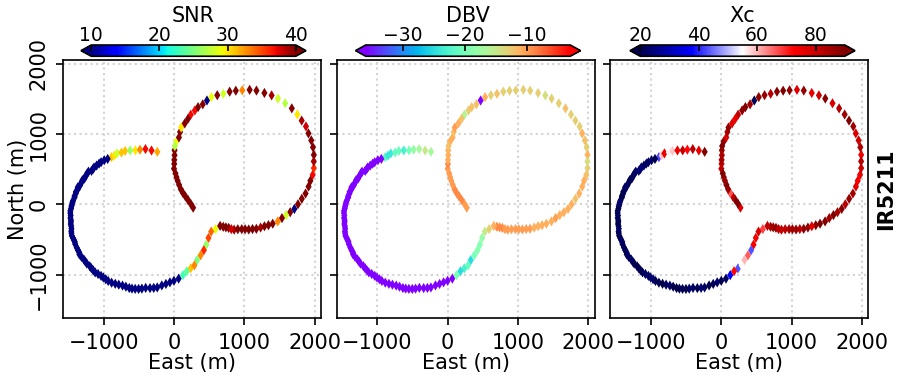 SNR DBV Xc
10 20 30 40 −30 −20 −10 20 40 60 80
2000
1000
0
−1000
North (m)
−1000 0 1000 2000 −1000 0 1000 2000 −1000 0 1000 2000
East (m) East (m) East (m)
IR5211